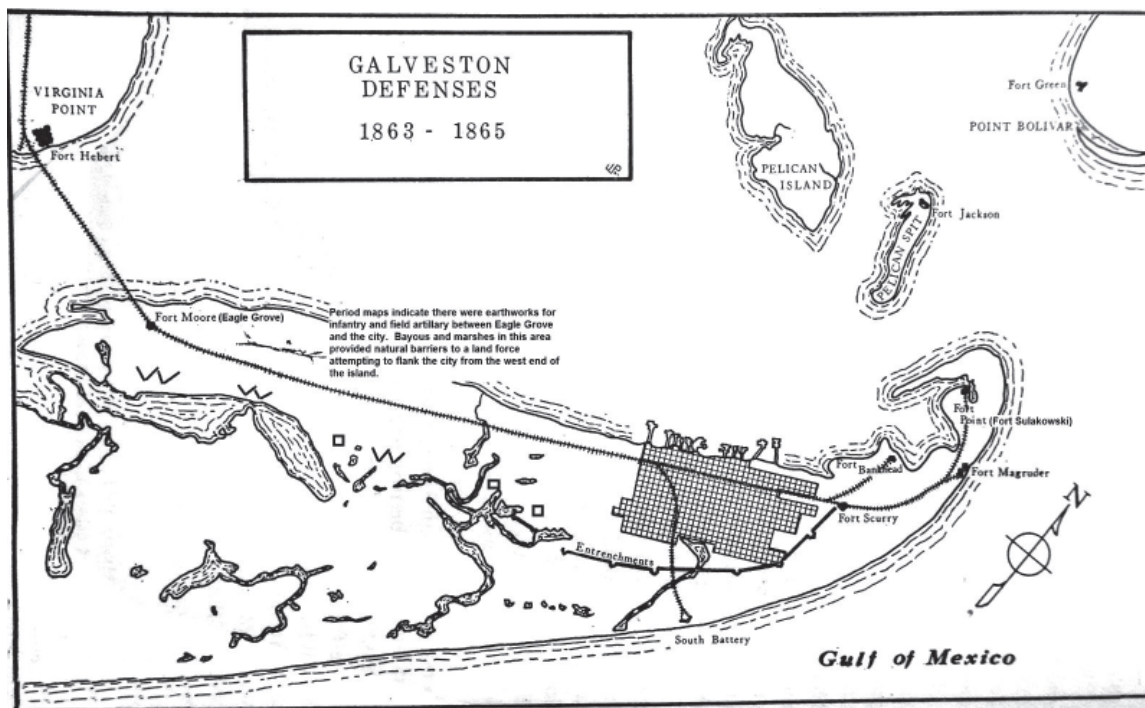 GALVESTON
DEFENSES
1863 - 1865
VIRGINIA
POINT
Fort Hebert
Fort Green
POINT BOLIVAR
PELICAN
ISLAND
Fort Jackson
PELICAN SPIT
Fort Moore (Eagle Grove)
Period maps indicate there were earthworks for
infantry and field artillary between Eagle Grove
and the city. Bayous and marshes in this area
provided natural barriers to a land force
attempting to flank the city from the west end of
the island.
Fort
Point (Fort Sulakowski)
Fort
Bankhead
Fort Magruder
Fort Scurry
Entrenchments
South Battery
N
Gulf of Mexico